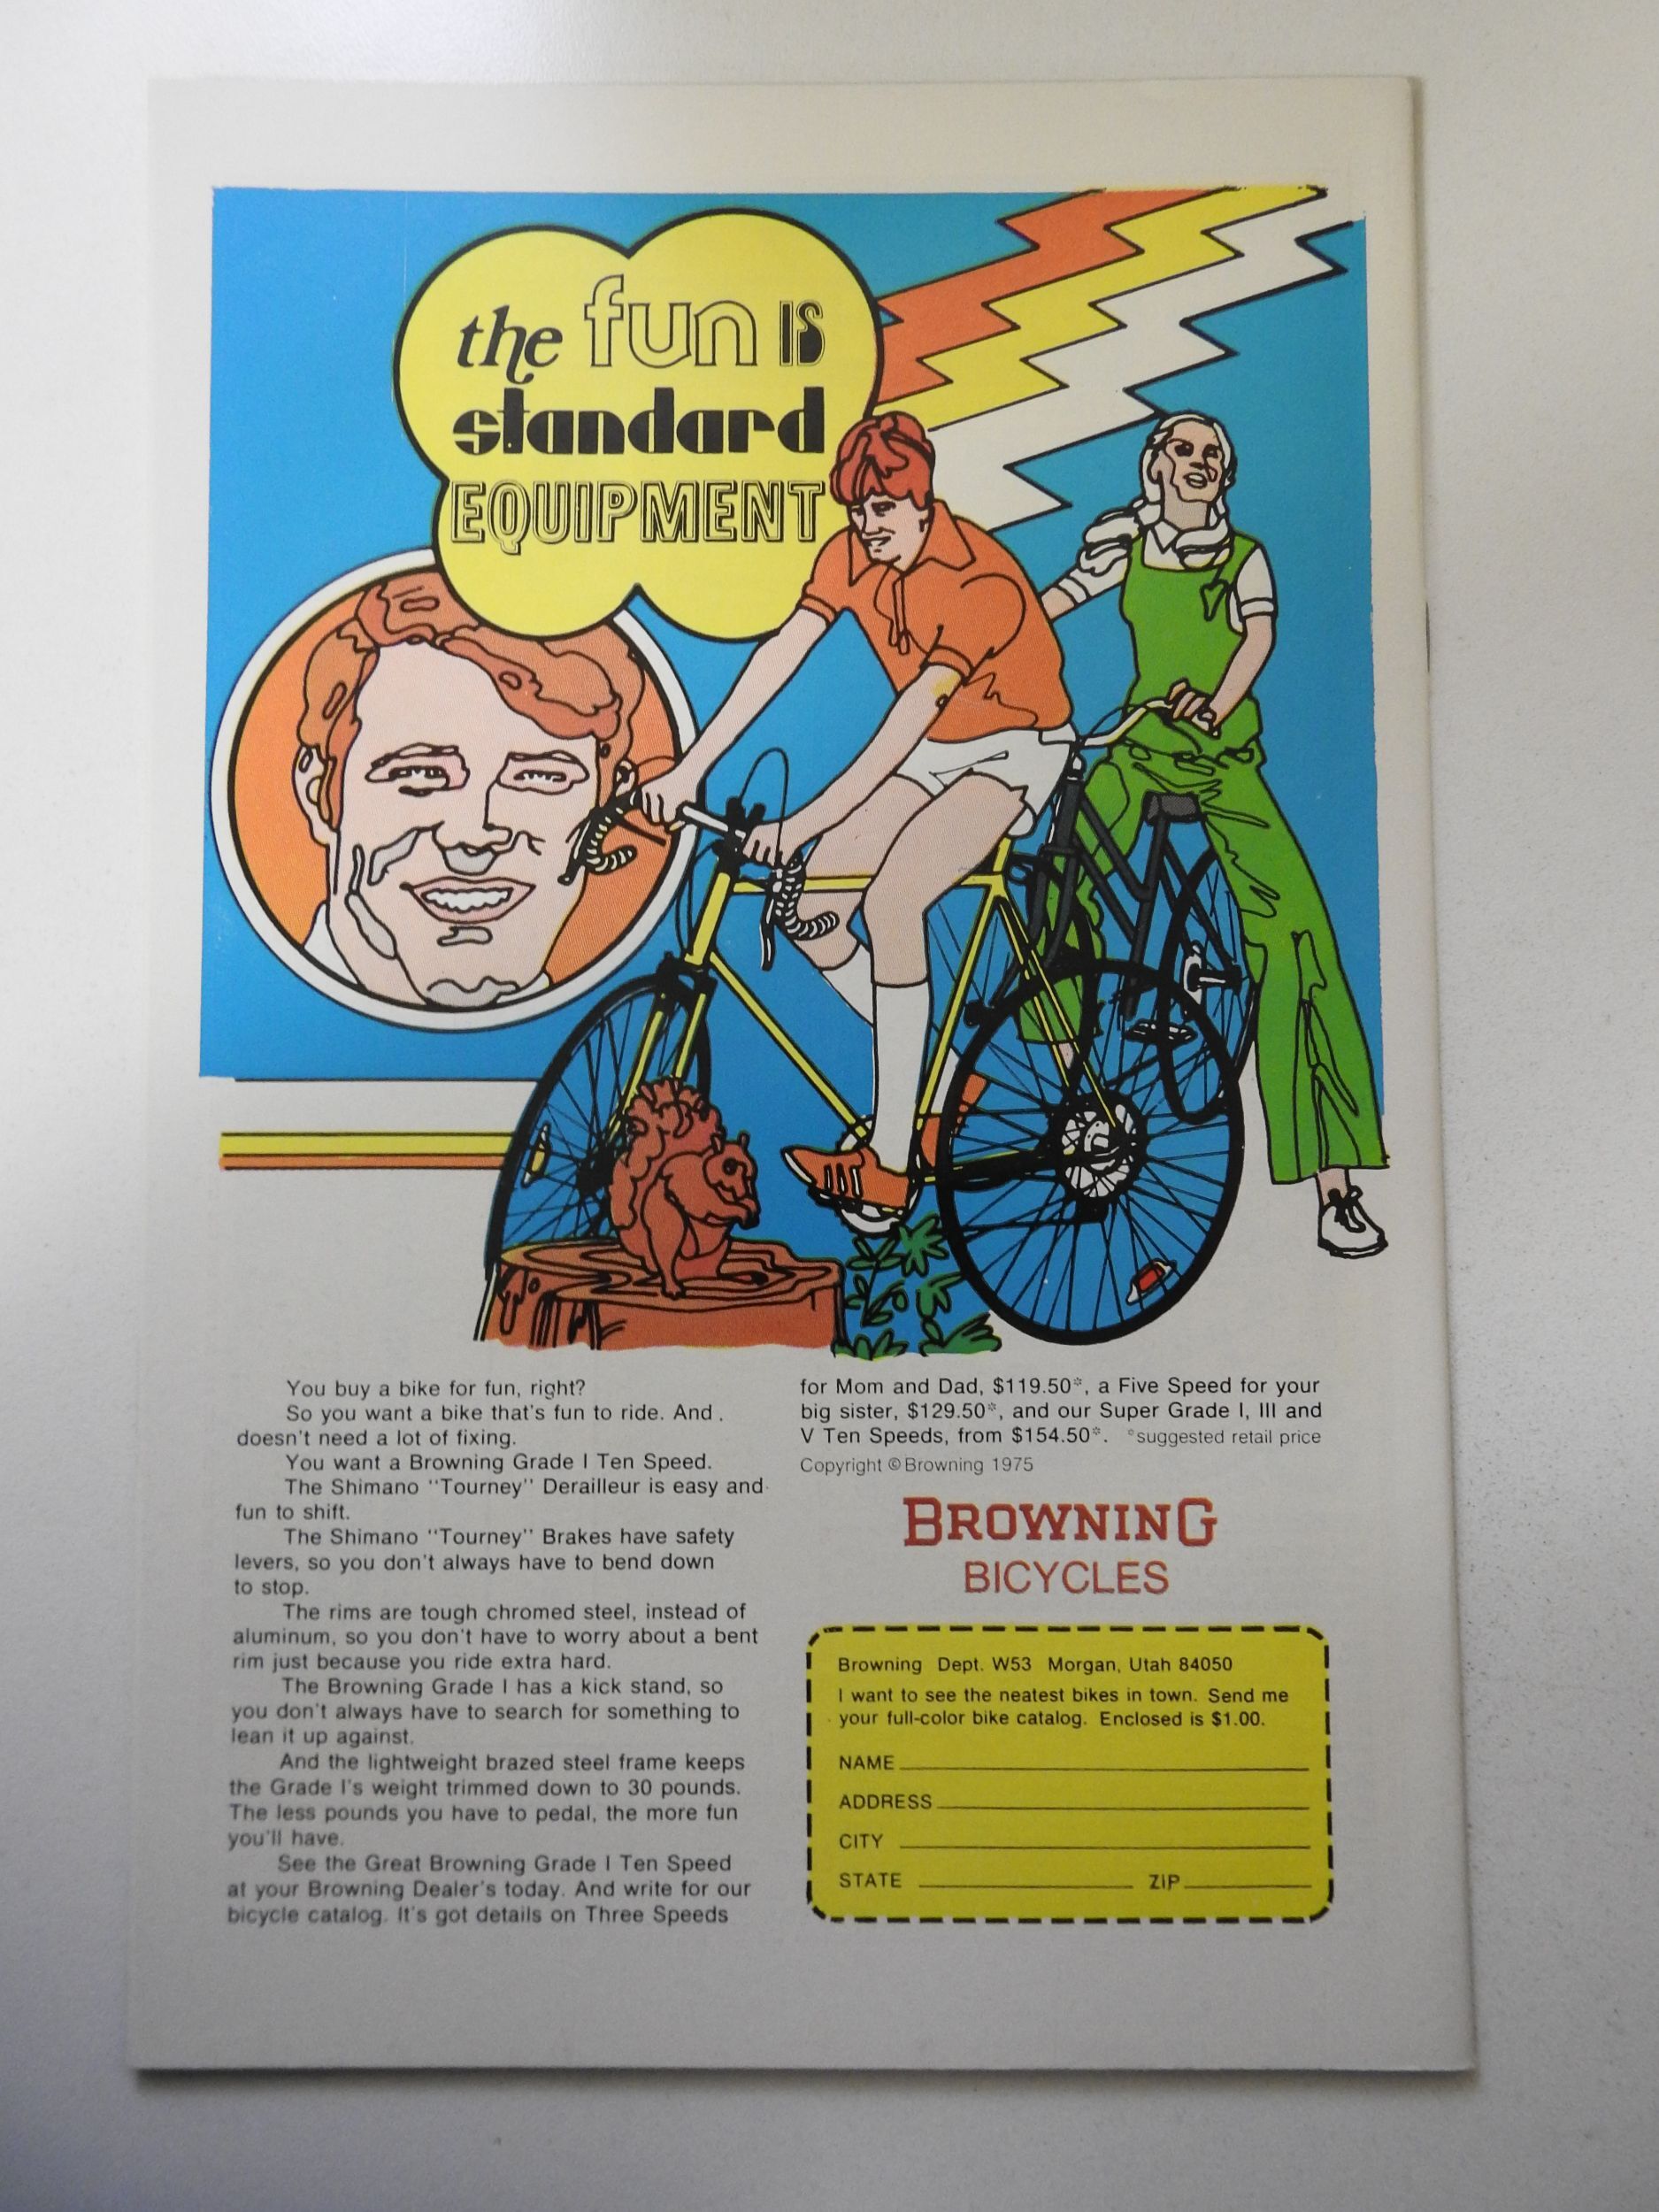 the fun is
standard
EQUIPMENT
You buy a bike for fun, right?
So you want a bike that's fun to ride. And
doesn't need a lot of fixing.
You want a Browning Grade I Ten Speed.
The Shimano "Tourney" Derailleur is easy and
fun to shift.
The Shimano "Tourney" Brakes have safety
levers, so you don't always have to bend down
to stop.
The rims are tough chromed steel, instead of
aluminum, so you don't have to worry about a bent
rim just because you ride extra hard.
The Browning Grade I has a kick stand, so
you don't always have to search for something to
lean it up against.
And the lightweight brazed steel frame keeps
the Grade I's weight trimmed down to 30 pounds.
The less pounds you have to pedal, the more fun
you'll have.
See the Great Browning Grade I Ten Speed
at your Browning Dealer's today. And write for our
bicycle catalog. It's got details on Three Speeds
for Mom and Dad, $119.50*, a Five Speed for your
big sister, $129.50*, and our Super Grade I, III and
V Ten Speeds, from $154.50*. *suggested retail price
Copyright © Browning 1975
BROWNING
BICYCLES
Browning Dept. W53 Morgan, Utah 84050
I want to see the neatest bikes in town. Send me
your full-color bike catalog. Enclosed is $1.00.
NAME
ADDRESS
CITY
STATE ZIP